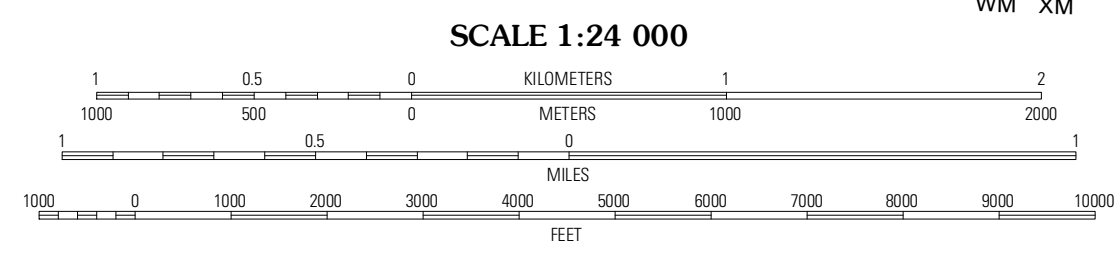 WM XM
SCALE 1:24 000
1 0.5 0 KILOMETERS 1 2
1000 500 0 METERS 1000 2000
1 0.5 0 1
MILES
1000 0 1000 2000 3000 4000 5000 6000 7000 8000 9000 10000
FEET